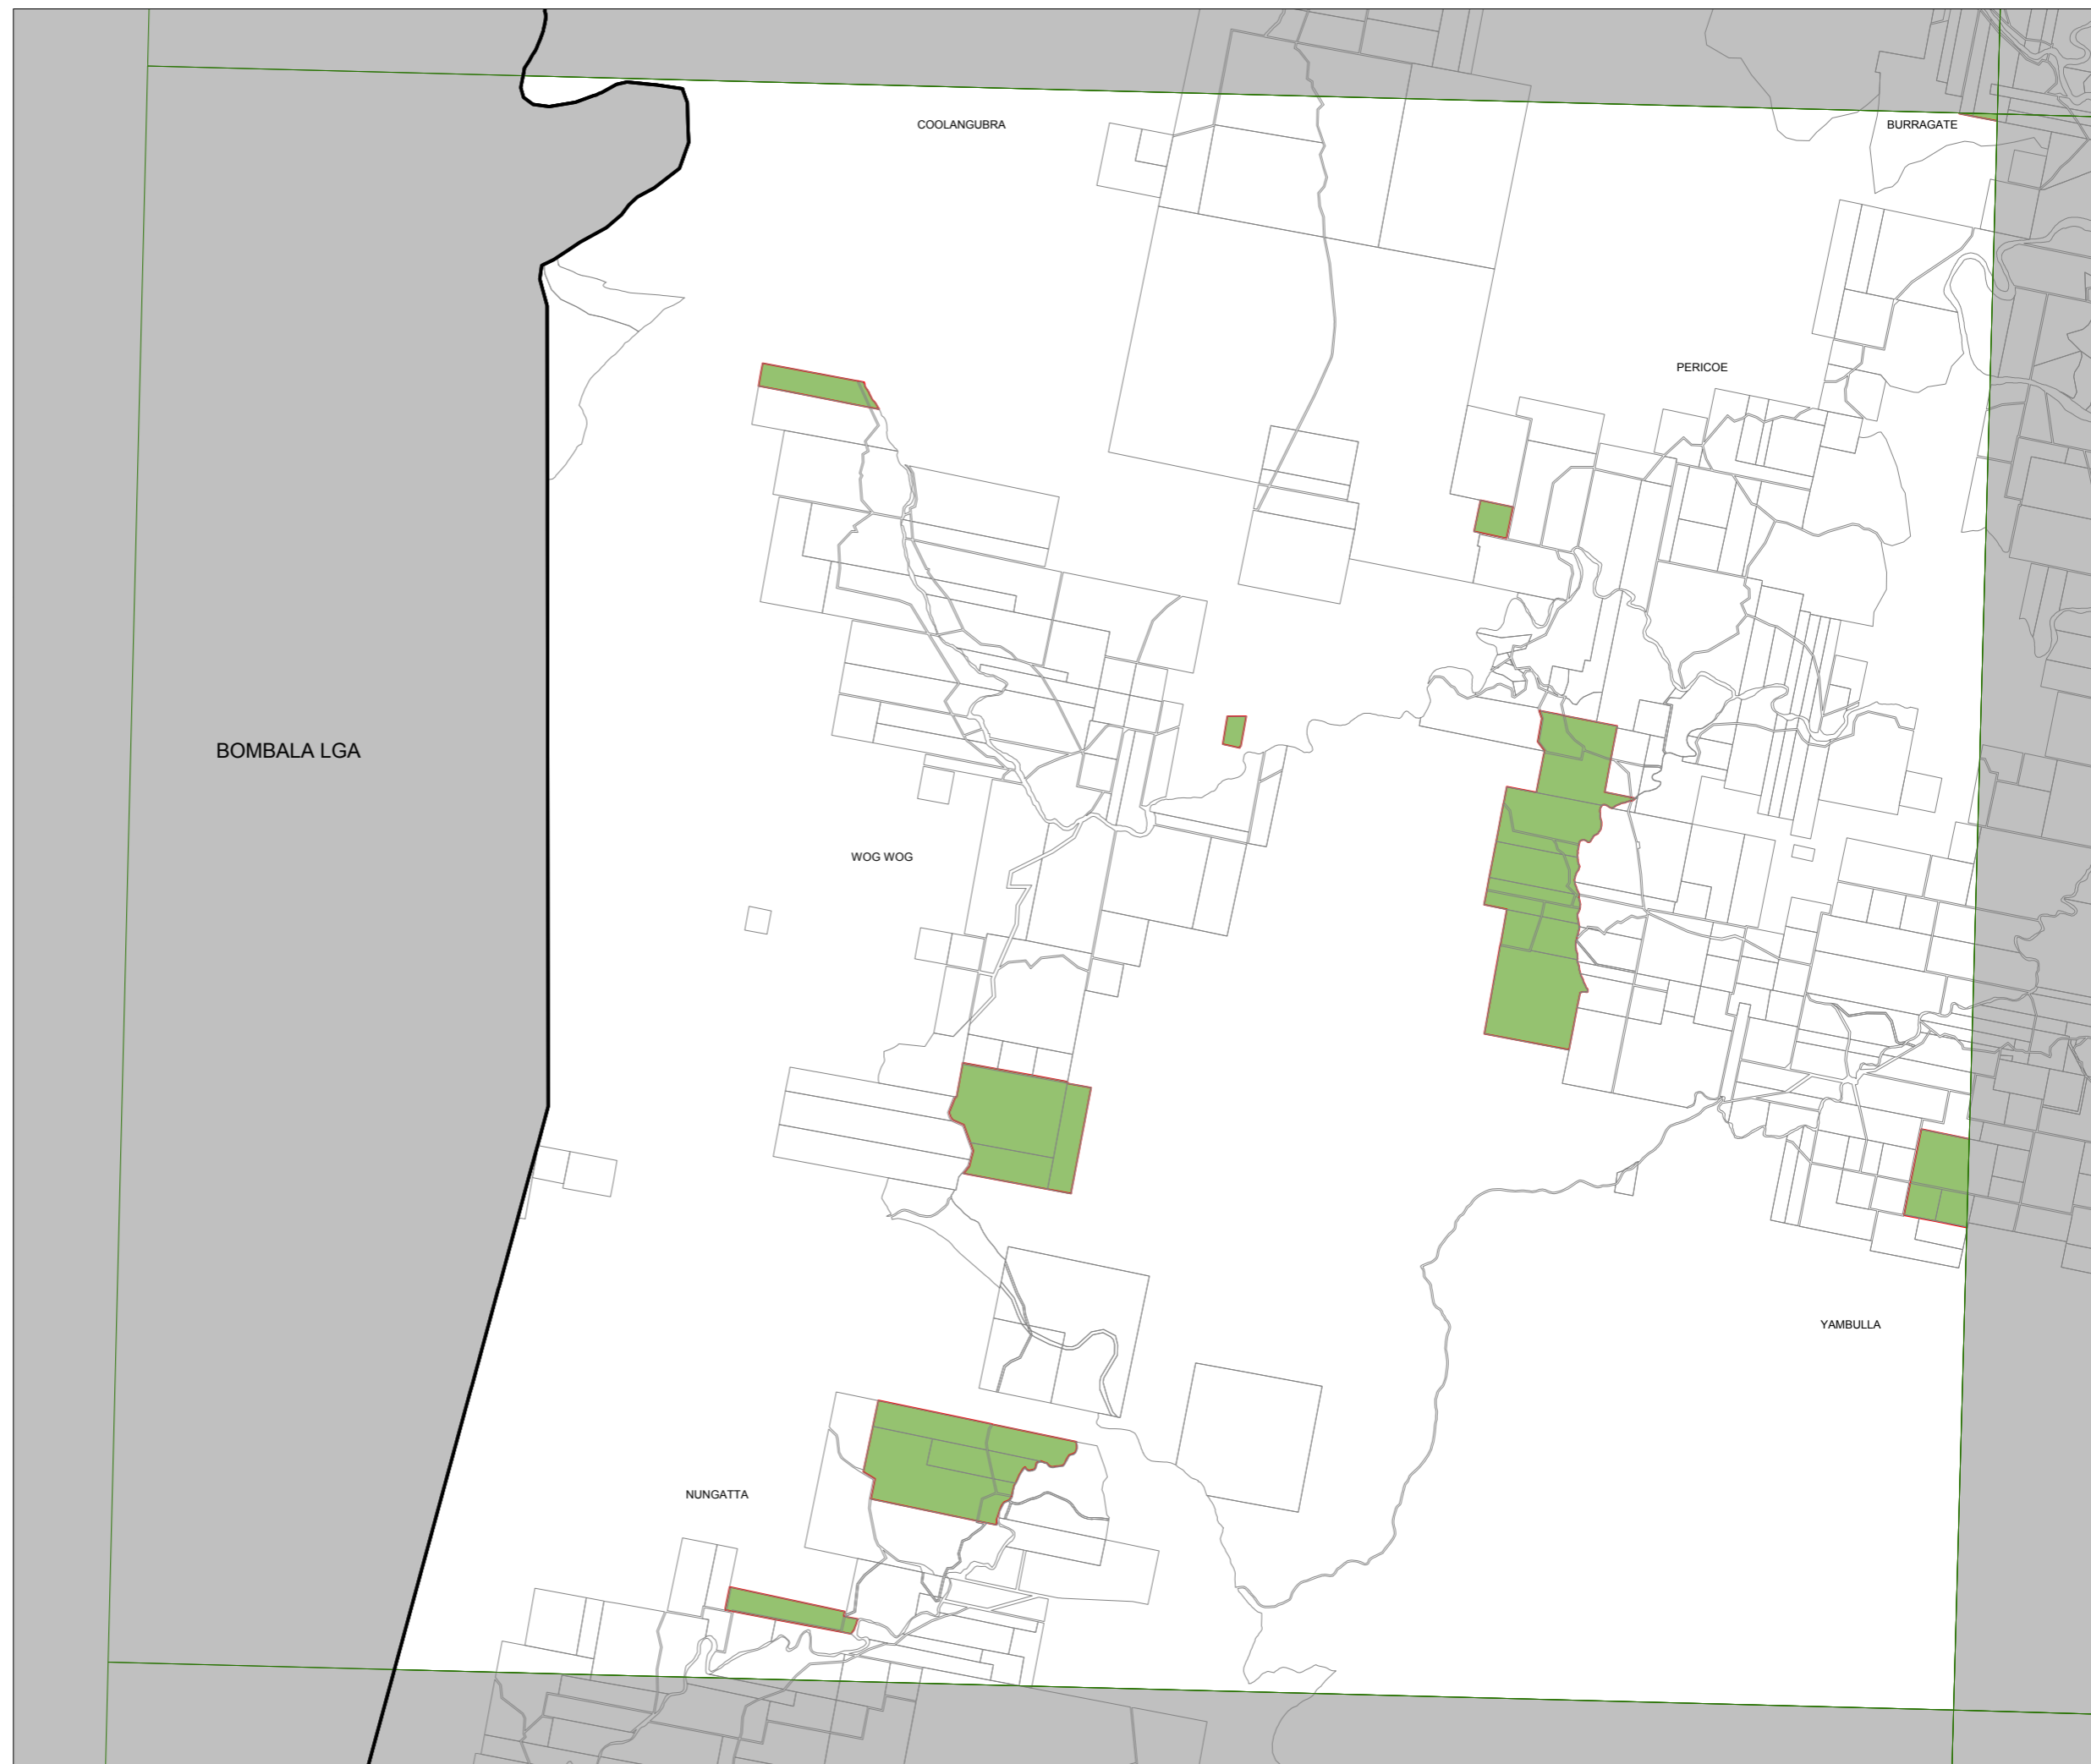 COOLANGUBRA
BURRAGATE
PERICOE
BOMBALA LGA
WOG WOG
YAMBULLA
NUNGATTA